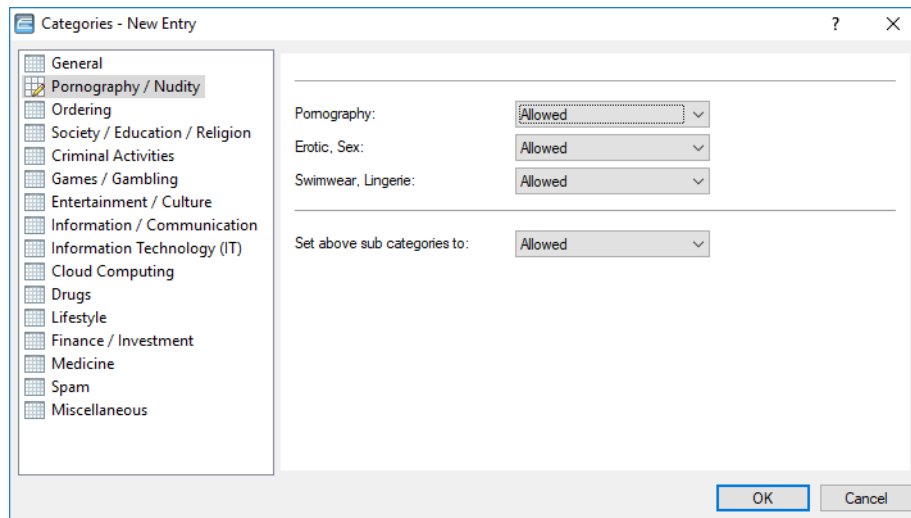 Categories - New Entry
?
General
Pornography / Nudity
Ordering
Society / Education / Religion
Criminal Activities
Games / Gambling
Entertainment / Culture
Information / Communication
Information Technology (IT)
Cloud Computing
Drugs
Lifestyle
Finance / Investment
Medicine
Spam
Miscellaneous
Pornography: Allowed
Erotic, Sex: Allowed
Swimwear, Lingerie: Allowed
Set above sub categories to: Allowed
OK Cancel